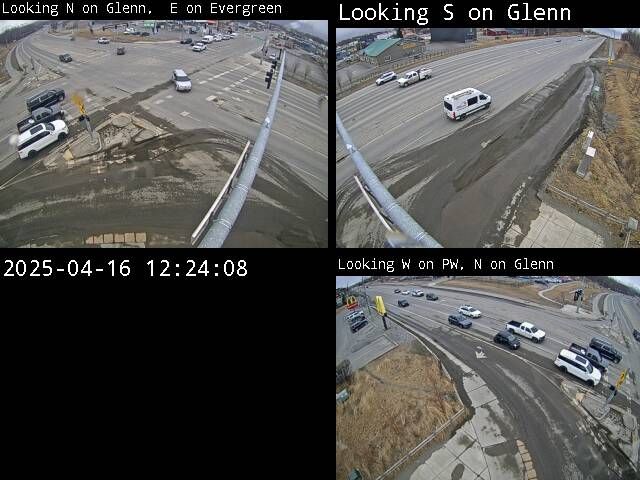 Looking N on Glenn,  E on Evergreen
Looking S on Glenn
2025-04-16 12:24:08
Looking W on PW, N on Glenn